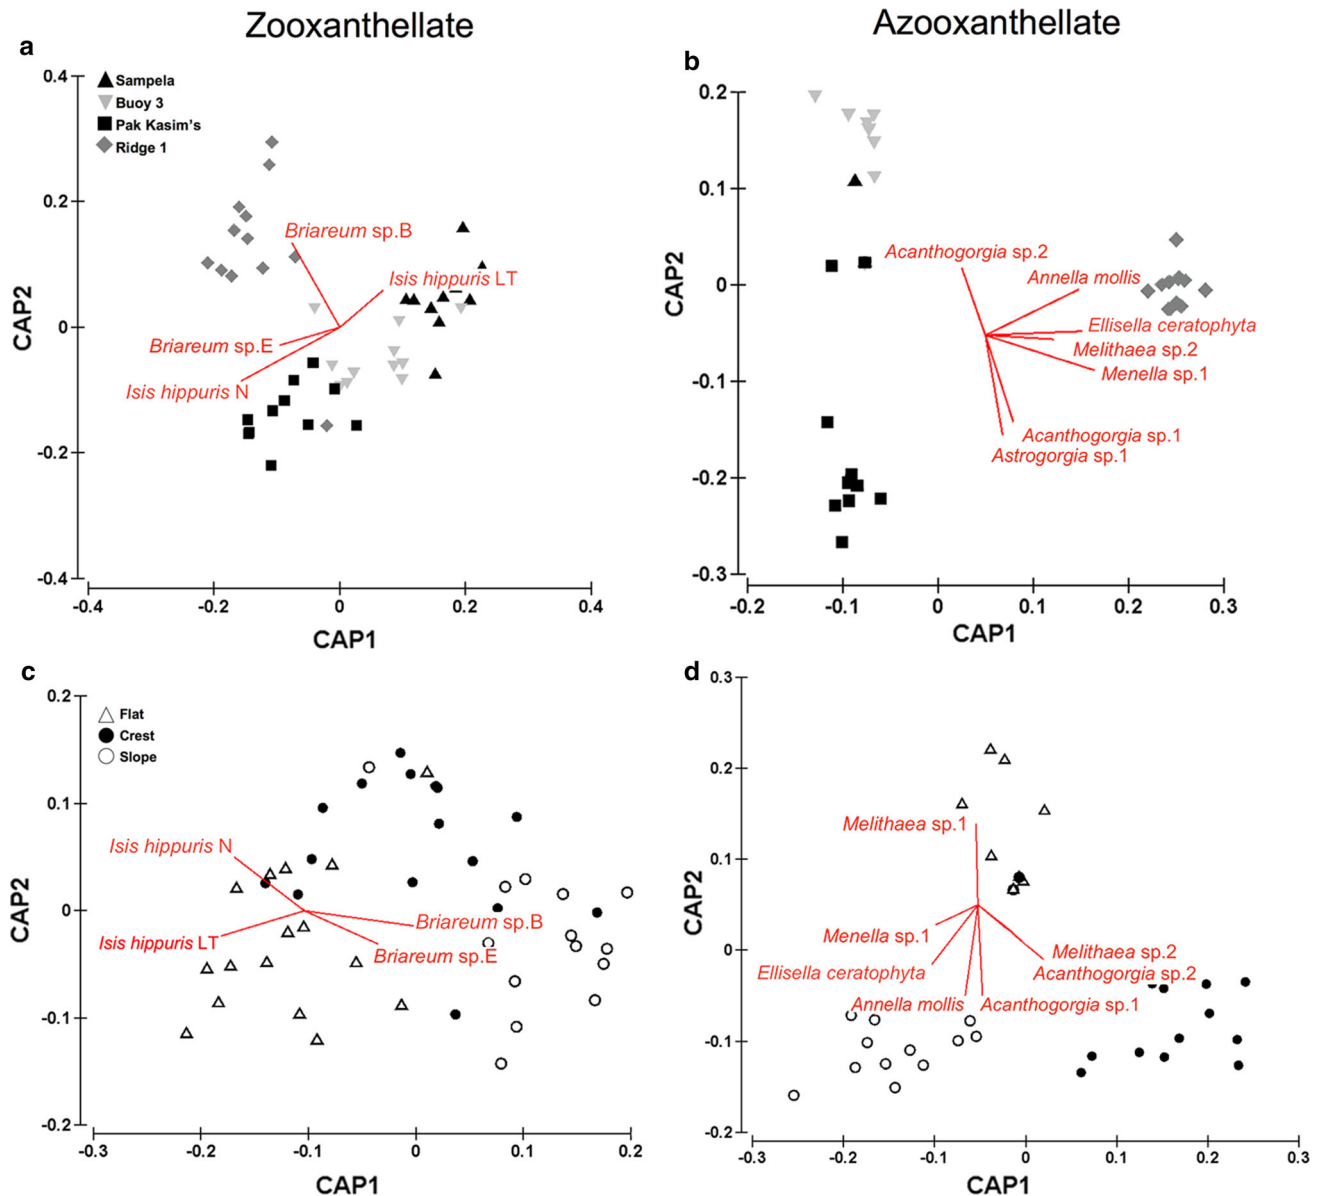 Zooxanthellate
Azooxanthellate
a
0.4
0.2
0
-0.2
-0.4
CAP2
Sampela
Buoy 3
Pak Kasim's
Ridge 1
Briareum sp.B
Isis hippuris LT
Briareum sp.E
Isis hippuris N
-0.4
-0.2
0
0.2
0.4
CAP1
b
0.2
0.1
0
-0.1
-0.2
-0.3
CAP2
Acanthogorgia sp.2
Annella mollis
Ellisella ceratophyta
Melithaea sp.2
Menella sp.1
Acanthogorgia sp.1
Astrogorgia sp.1
-0.2
-0.1
0
0.1
0.2
0.3
CAP1
c
0.2
0.1
0
-0.1
-0.2
CAP2
Flat
Crest
Slope
Isis hippuris N
Isis hippuris LT
Briareum sp.B
Briareum sp.E
-0.3
-0.2
-0.1
0
0.1
0.2
CAP1
d
0.3
0.2
0.1
0
-0.1
-0.2
CAP2
Melithaea sp.1
Menella sp.1
Ellisella ceratophyta
Annella mollis
Melithaea sp.2
Acanthogorgia sp.2
Acanthogorgia sp.1
-0.3
-0.2
-0.1
0
0.1
0.2
0.3
CAP1